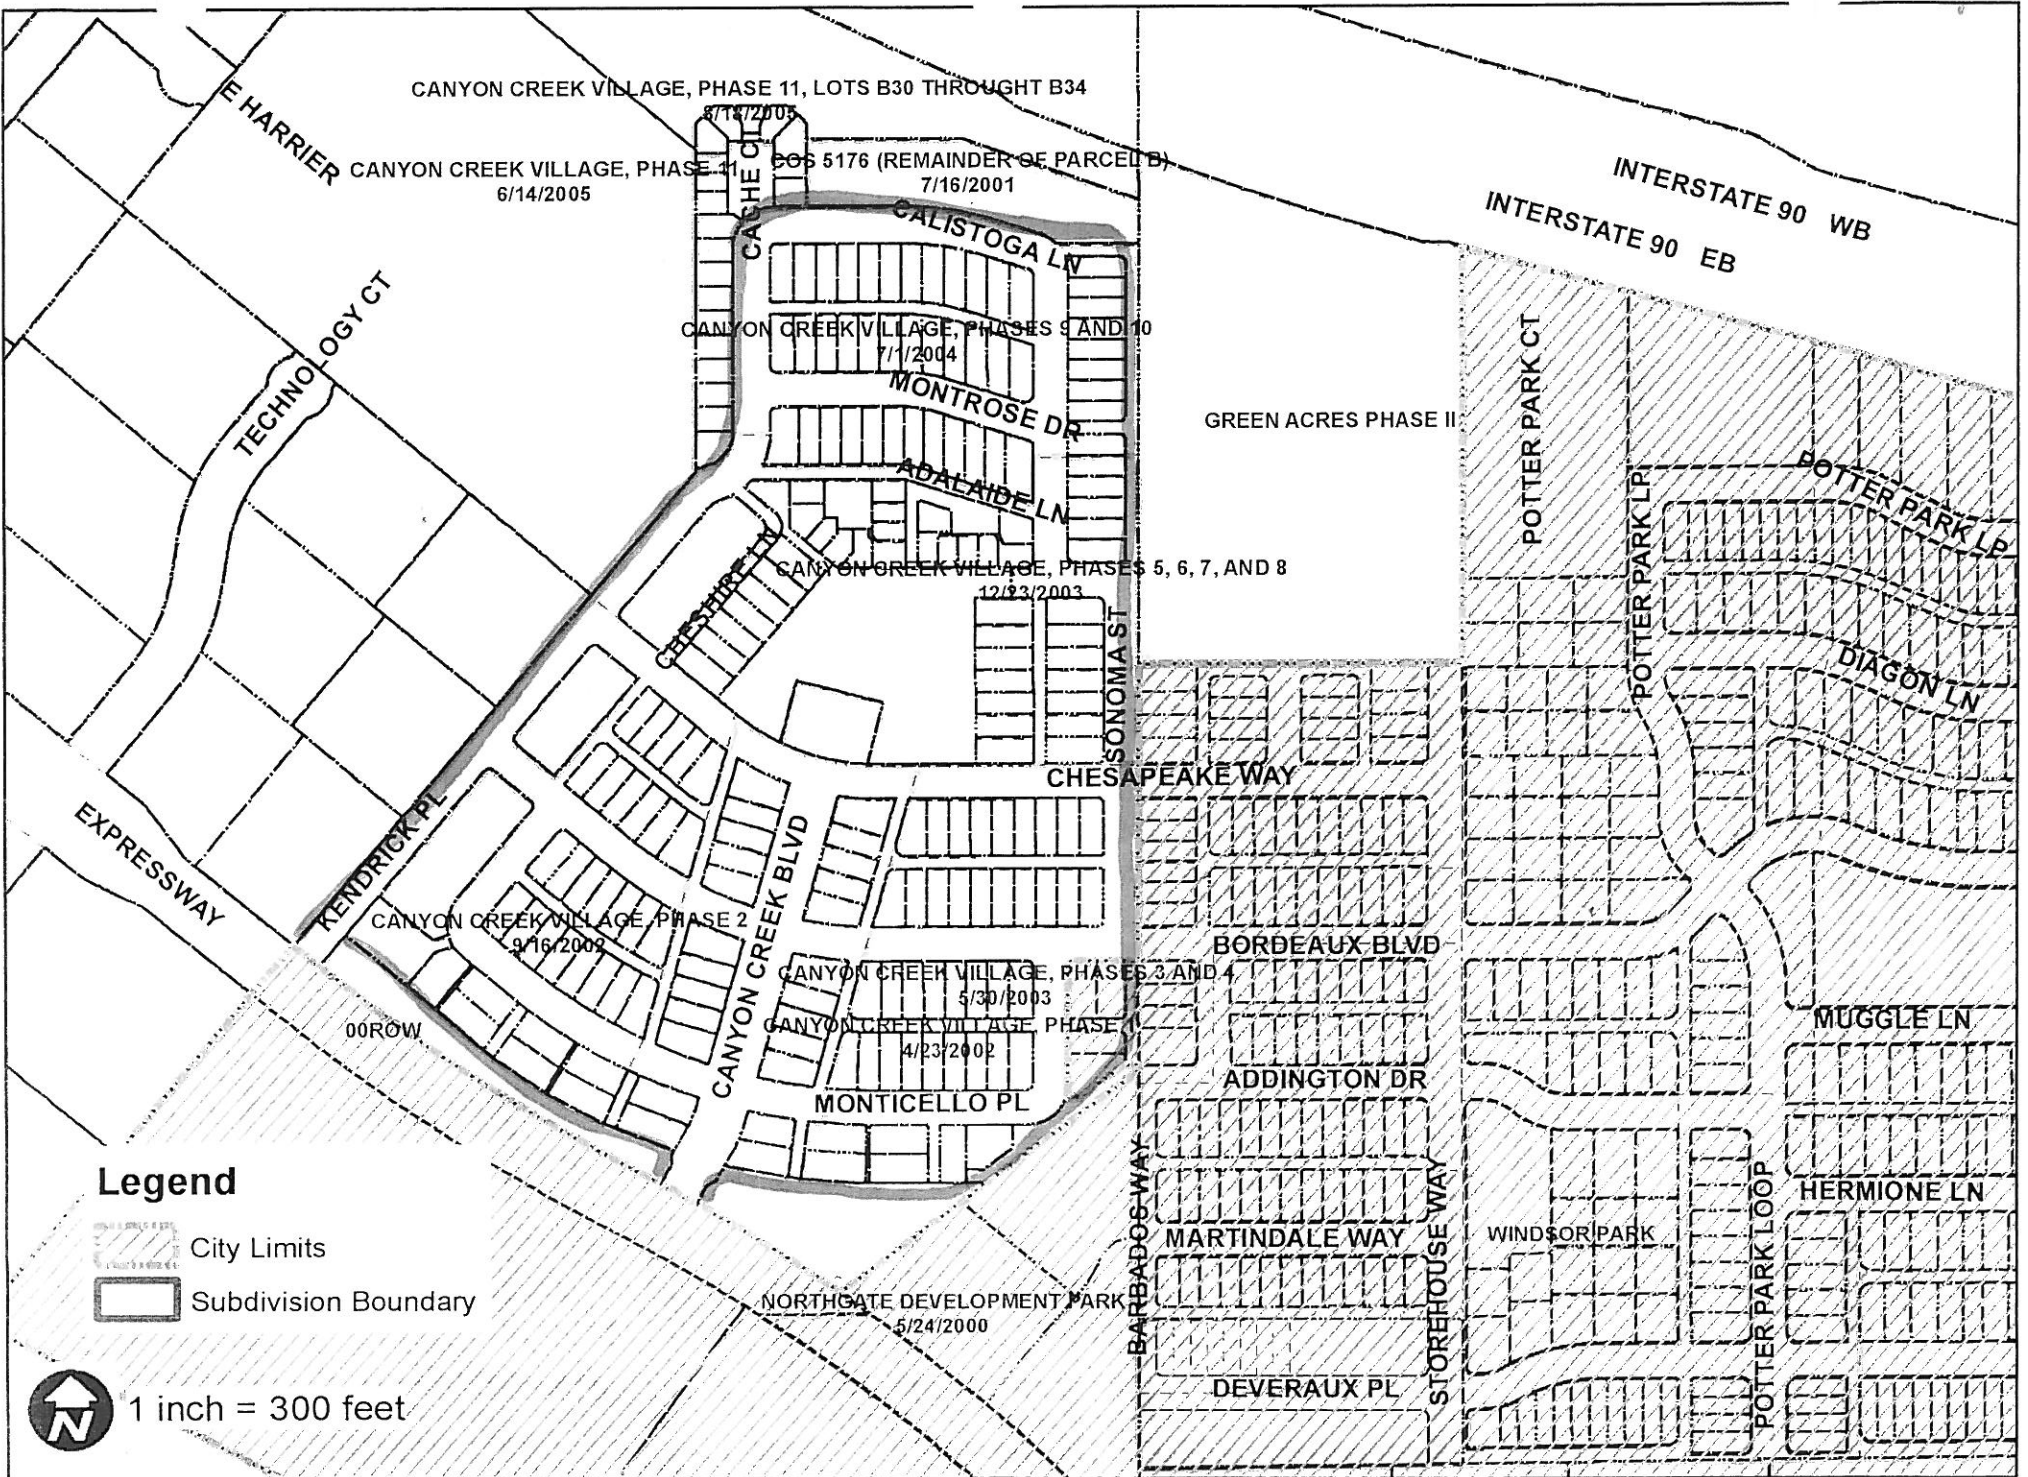 CANYON CREEK VILLAGE, PHASE 11, LOTS B30 THROUGHT B34
8/18/2005
E HARRIER
CANYON CREEK VILLAGE, PHASE 11
6/14/2005
CACHE CT
COS 5176 (REMAINDER OF PARCEL B)
7/16/2001
INTERSTATE 90 WB
INTERSTATE 90 EB
CALISTOGA LN
TECHNOLOGY CT
CANYON CREEK VILLAGE, PHASES 9 AND 10
7/1/2004
MONTROSE DR
GREEN ACRES PHASE II
POTTER PARK CT
POTTER PARK LP
POTTER PARK LP
ADALAIDE LN
CHESHIRE LN
CANYON CREEK VILLAGE, PHASES 5, 6, 7, AND 8
12/23/2003
SONOMA ST
DIAGON LN
CHESAPEAKE WAY
EXPRESSWAY
KENDRICK PL
CANYON CREEK BLVD
CANYON CREEK VILLAGE, PHASE 2
9/16/2002
BORDEAUX BLVD
CANYON CREEK VILLAGE, PHASES 3 AND 4
5/30/2003
00ROW
CANYON CREEK VILLAGE, PHASE 1
4/23/2002
MUGGLE LN
ADDINGTON DR
MONTICELLO PL
BARBADOS WAY
STOREHOUSE WAY
POTTER PARK LOOP
HERMIONE LN
MARTINDALE WAY
WINDSOR PARK
NORTHGATE DEVELOPMENT PARK
5/24/2000
DEVERAUX PL
Legend
City Limits
Subdivision Boundary
N
1 inch = 300 feet